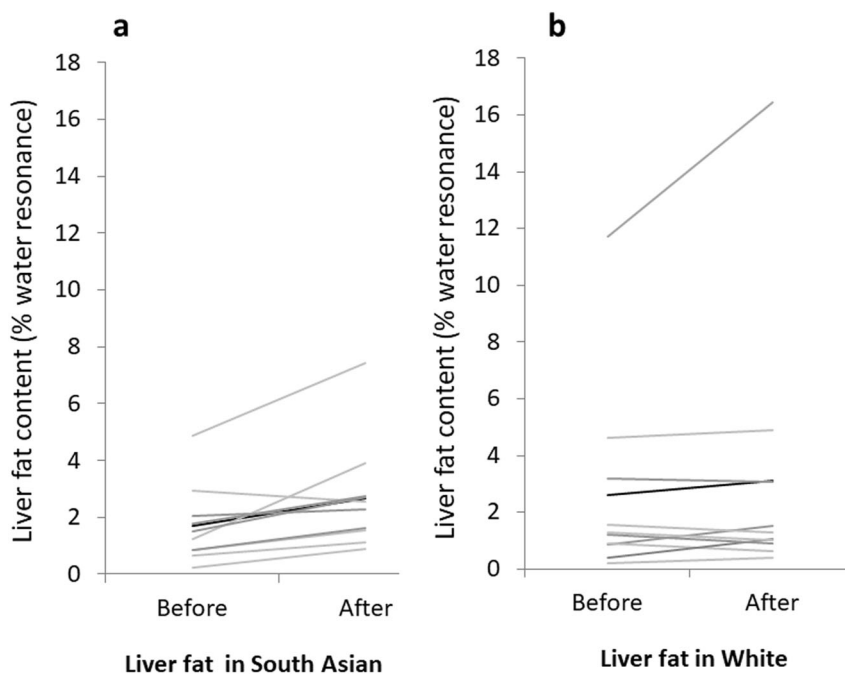 a
Liver fat content (% water resonance)
18
16
14
12
10
8
6
4
2
0
Before After
Liver fat in South Asian
b
Liver fat content (% water resonance)
18
16
14
12
10
8
6
4
2
0
Before After
Liver fat in White